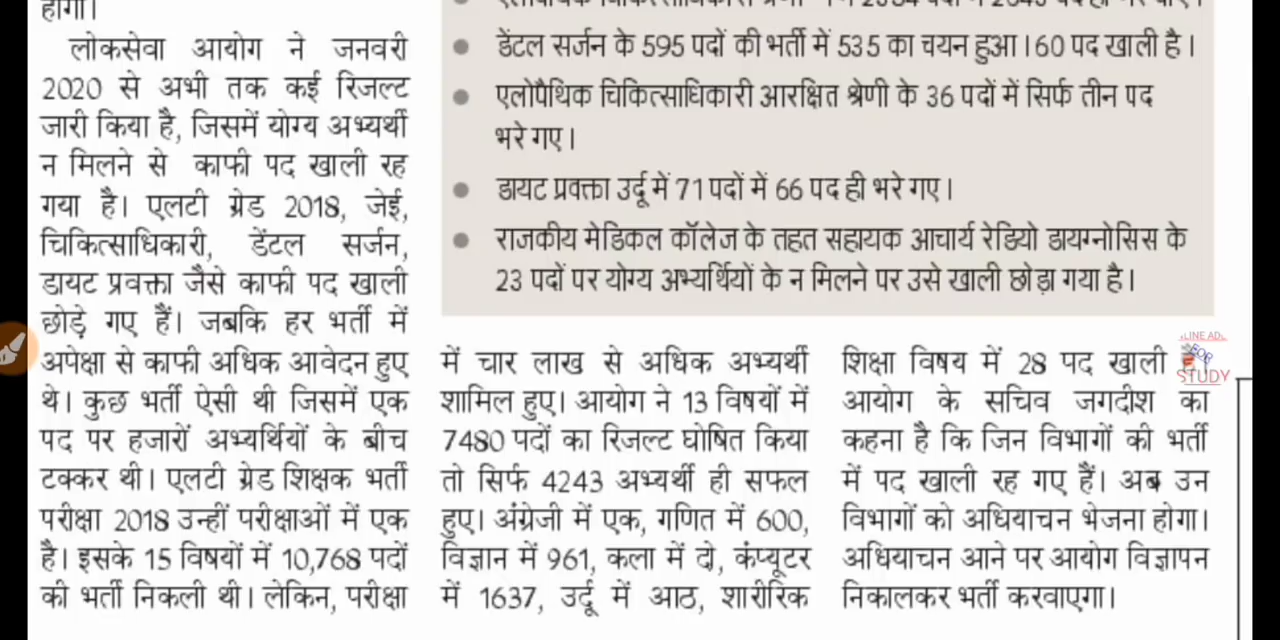 होगा।
लोकसेवा आयोग ने जनवरी
2020 से अभी तक कई रिजल्ट
जारी किया है, जिसमें योग्य अभ्यर्थी
न मिलने से काफी पद खाली रह
गया है। एलटी ग्रेड 2018, जेई,
चिकित्साधिकारी, डेंटल सर्जन,
डायट प्रवक्ता जैसे काफी पद खाली
छोड़े गए हैं। जबकि हर भर्ती में
अपेक्षा से काफी अधिक आवेदन हुए
थे। कुछ भर्ती ऐसी थी जिसमें एक
पद पर हजारों अभ्यर्थियों के बीच
टक्कर थी। एलटी ग्रेड शिक्षक भर्ती
परीक्षा 2018 उन्हीं परीक्षाओं में एक
है। इसके 15 विषयों में 10,768 पदों
की भर्ती निकली थी। लेकिन, परीक्षा
डेंटल सर्जन के 595 पदों की भर्ती में 535 का चयन हुआ। 60 पद खाली है।
एलोपैथिक चिकित्साधिकारी आरक्षित श्रेणी के 36 पदों में सिर्फ तीन पद
भरे गए।
डायट प्रवक्ता उर्दू में 71 पदों में 66 पद ही भरे गए।
राजकीय मेडिकल कॉलेज के तहत सहायक आचार्य रेडियो डायग्नोसिस के
23 पदों पर योग्य अभ्यर्थियों के न मिलने पर उसे खाली छोड़ा गया है।
में चार लाख से अधिक अभ्यर्थी
शामिल हुए। आयोग ने 13 विषयों में
7480 पदों का रिजल्ट घोषित किया
तो सिर्फ 4243 अभ्यर्थी ही सफल
हुए। अंग्रेजी में एक, गणित में 600,
विज्ञान में 961, कला में दो, कंप्यूटर
में 1637, उर्दू में आठ, शारीरिक
शिक्षा विषय में 28 पद खाली है।
आयोग के सचिव जगदीश का
कहना है कि जिन विभागों की भर्ती
में पद खाली रह गए हैं। अब उन
विभागों को अधियाचन भेजना होगा।
अधियाचन आने पर आयोग विज्ञापन
निकालकर भर्ती करवाएगा।
FOR
STUDY